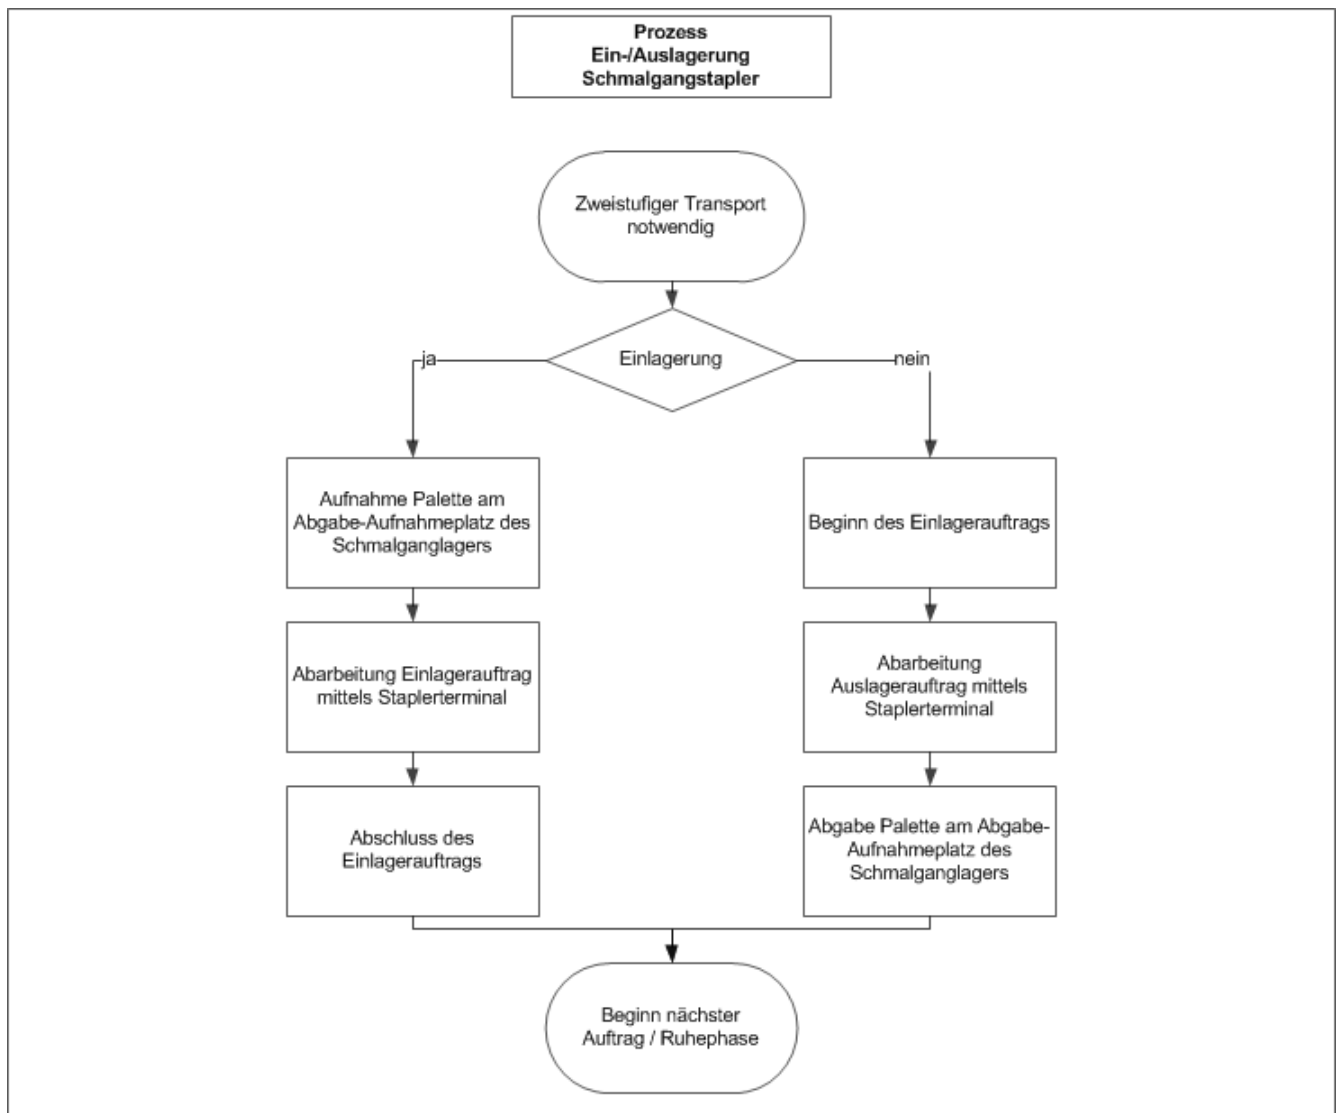 Prozess
Ein-/Auslagerung
Schmalgangstapler
Zweistufiger Transport
notwendig
Einlagerung
ja
nein
Aufnahme Palette am
Abgabe-Aufnahmeplatz des
Schmalganglagers
Beginn des Einlagerauftrags
Abarbeitung Einlagerauftrag
mittels Staplerterminal
Abarbeitung
Auslagerauftrag mittels
Staplerterminal
Abschluss des
Einlagerauftrags
Abgabe Palette am Abgabe-
Aufnahmeplatz des
Schmalganglagers
Beginn nächster
Auftrag / Ruhephase